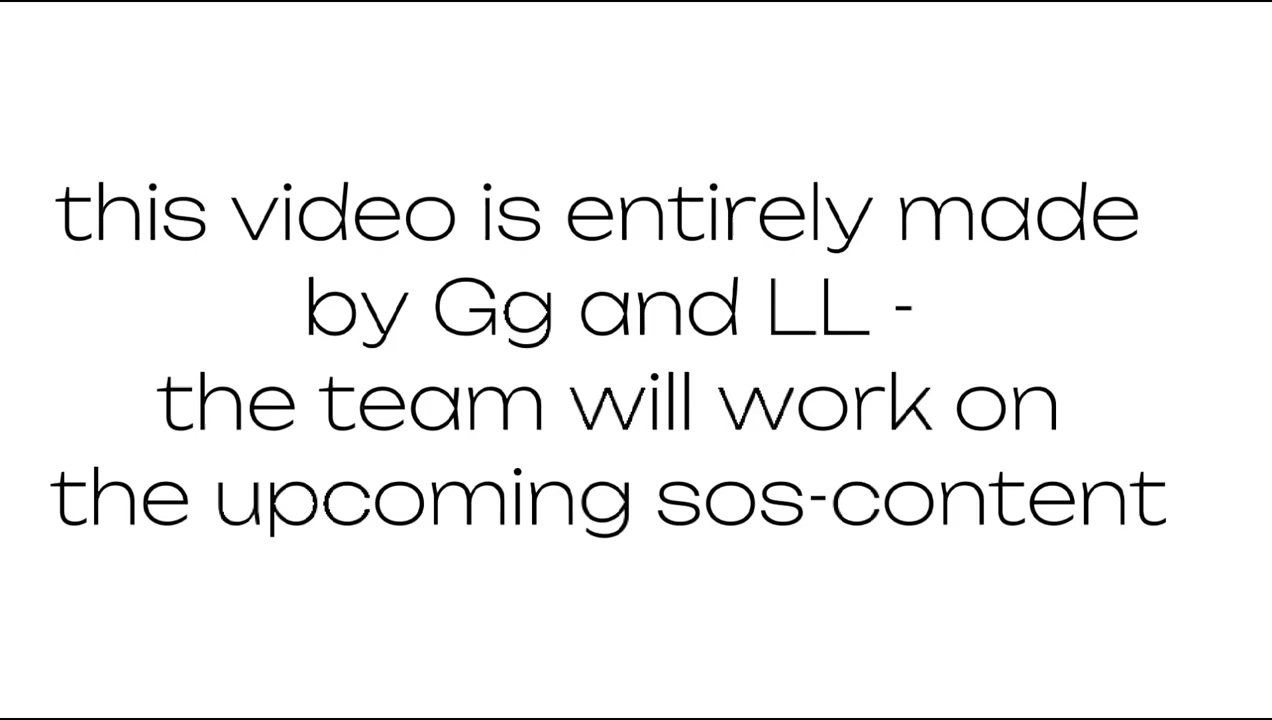 this video is entirely made
by Gg and LL -
the team will work on
the upcoming sos-content